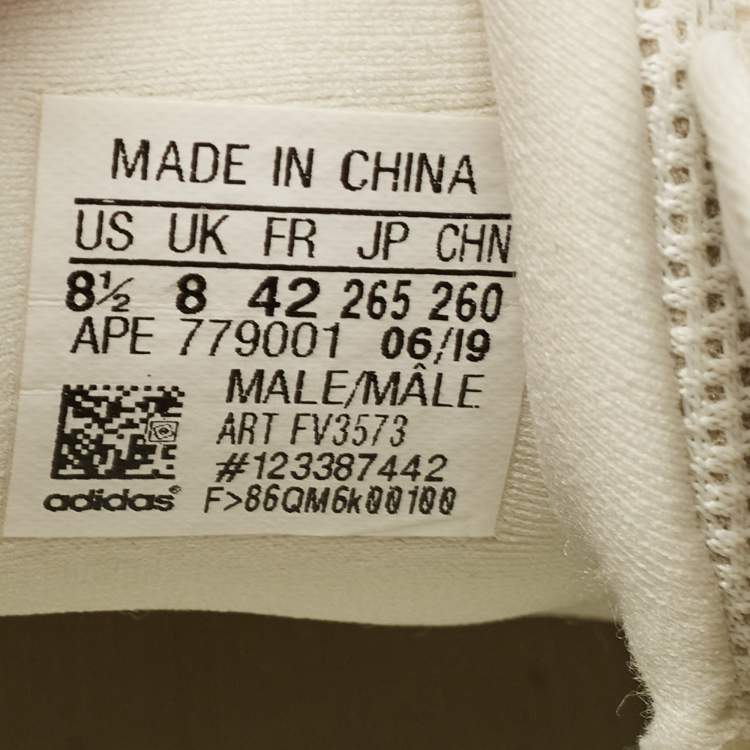 MADE IN CHINA
US UK FR JP CHN
8½ 8 42 265 260
APE 779001 06/19
MALE/MÂLE
ART FV3573
#123387442
adidas® F>86QM6k00100